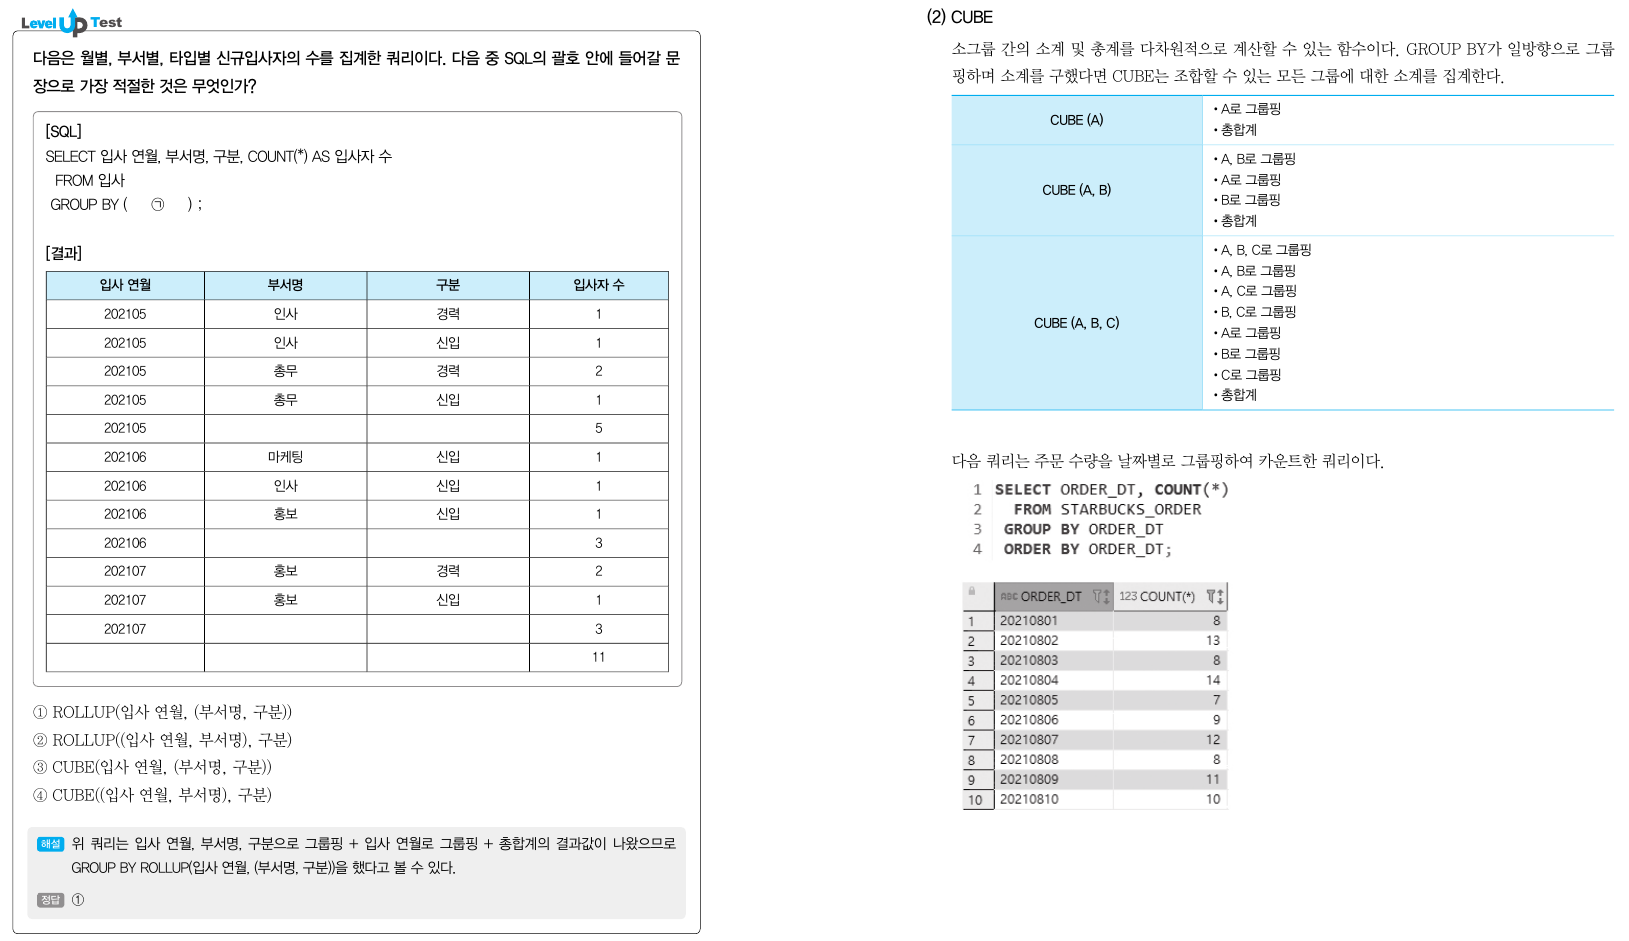 Level Up Test
다음은 월별, 부서별, 타입별 신규입사자의 수를 집계한 쿼리이다. 다음 중 SQL의 괄호 안에 들어갈 문
장으로 가장 적절한 것은 무엇인가?
[SQL]
SELECT 입사 연월, 부서명, 구분, COUNT(*) AS 입사자 수
FROM 입사
GROUP BY ( ㉠ ) ;
[결과]
입사 연월 부서명 구분 입사자 수
202105 인사 경력 1
202105 인사 신입 1
202105 총무 경력 2
202105 총무 신입 1
202105 5
202106 마케팅 신입 1
202106 인사 신입 1
202106 홍보 신입 1
202106 3
202107 홍보 경력 2
202107 홍보 신입 1
202107 3
11
① ROLLUP(입사 연월, (부서명, 구분))
② ROLLUP((입사 연월, 부서명), 구분)
③ CUBE(입사 연월, (부서명, 구분))
④ CUBE((입사 연월, 부서명), 구분)
해설 위 쿼리는 입사 연월, 부서명, 구분으로 그룹핑 + 입사 연월로 그룹핑 + 총합계의 결과값이 나왔으므로
GROUP BY ROLLUP(입사 연월, (부서명, 구분))을 했다고 볼 수 있다.
정답 ①
(2) CUBE
소그룹 간의 소계 및 총계를 다차원적으로 계산할 수 있는 함수이다. GROUP BY가 일방향으로 그룹
핑하며 소계를 구했다면 CUBE는 조합할 수 있는 모든 그룹에 대한 소계를 집계한다.
CUBE (A)
• A로 그룹핑
• 총합계
CUBE (A, B)
• A, B로 그룹핑
• A로 그룹핑
• B로 그룹핑
• 총합계
CUBE (A, B, C)
• A, B, C로 그룹핑
• A, B로 그룹핑
• A, C로 그룹핑
• B, C로 그룹핑
• A로 그룹핑
• B로 그룹핑
• C로 그룹핑
• 총합계
다음 쿼리는 주문 수량을 날짜별로 그룹핑하여 카운트한 쿼리이다.
1 SELECT ORDER_DT, COUNT(*)
2 FROM STARBUCKS_ORDER
3 GROUP BY ORDER_DT
4 ORDER BY ORDER_DT;
ABC ORDER_DT 123 COUNT(*)
1 20210801 8
2 20210802 13
3 20210803 8
4 20210804 14
5 20210805 7
6 20210806 9
7 20210807 12
8 20210808 8
9 20210809 11
10 20210810 10